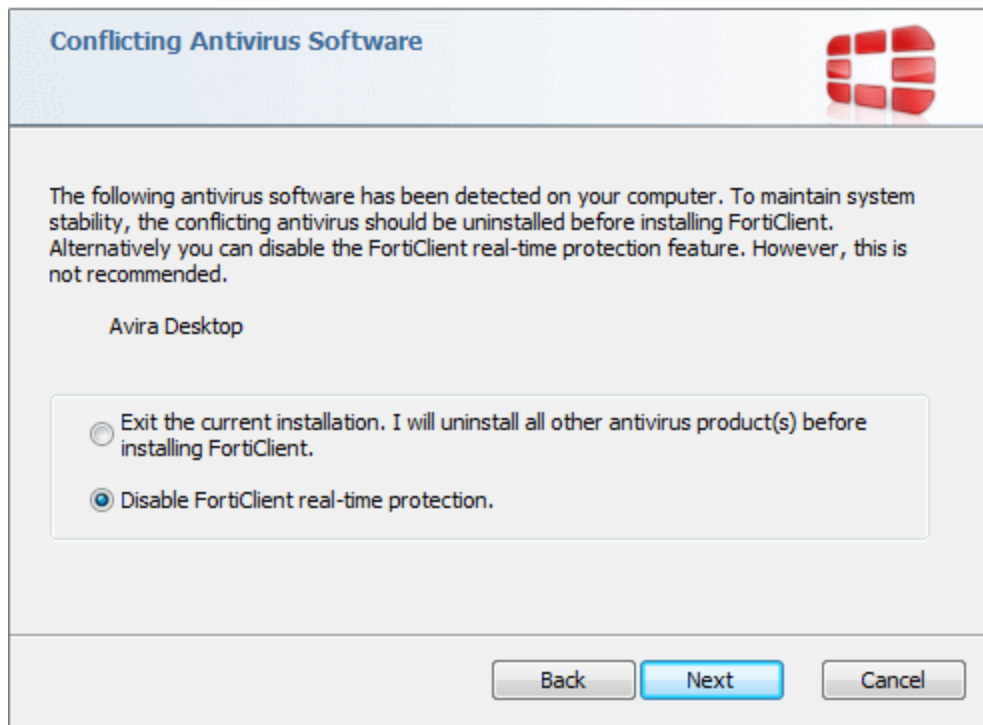 Conflicting Antivirus Software
The following antivirus software has been detected on your computer. To maintain system
stability, the conflicting antivirus should be uninstalled before installing FortiClient.
Alternatively you can disable the FortiClient real-time protection feature. However, this is
not recommended.
Avira Desktop
Exit the current installation. I will uninstall all other antivirus product(s) before
installing FortiClient.
Disable FortiClient real-time protection.
Back Next Cancel